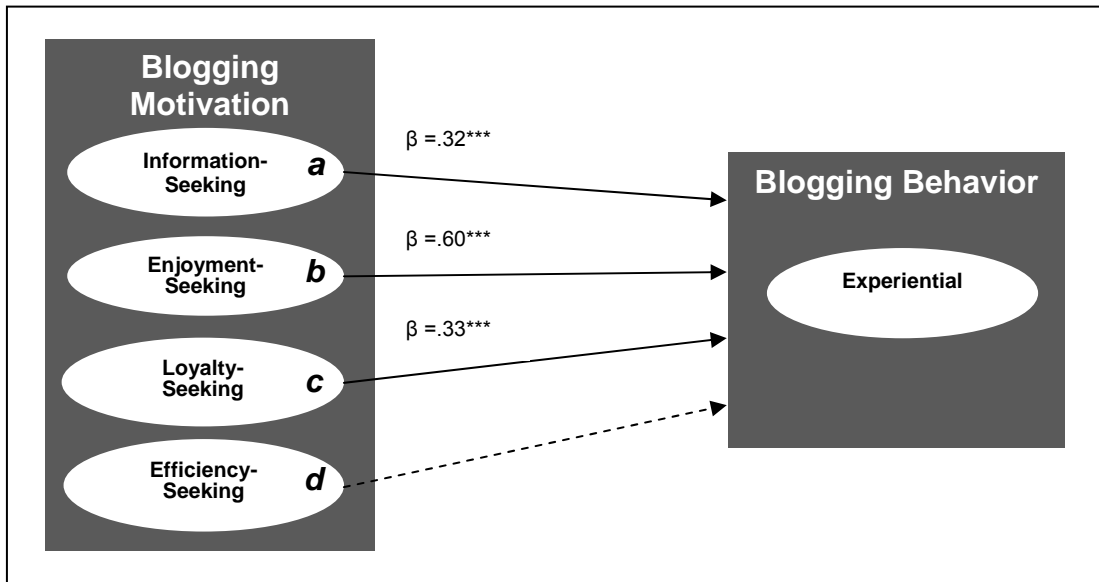 Blogging
Motivation
Information-
Seeking
a
β =.32***
Enjoyment-
Seeking
b
β =.60***
Loyalty-
Seeking
c
β =.33***
Efficiency-
Seeking
d
Blogging Behavior
Experiential